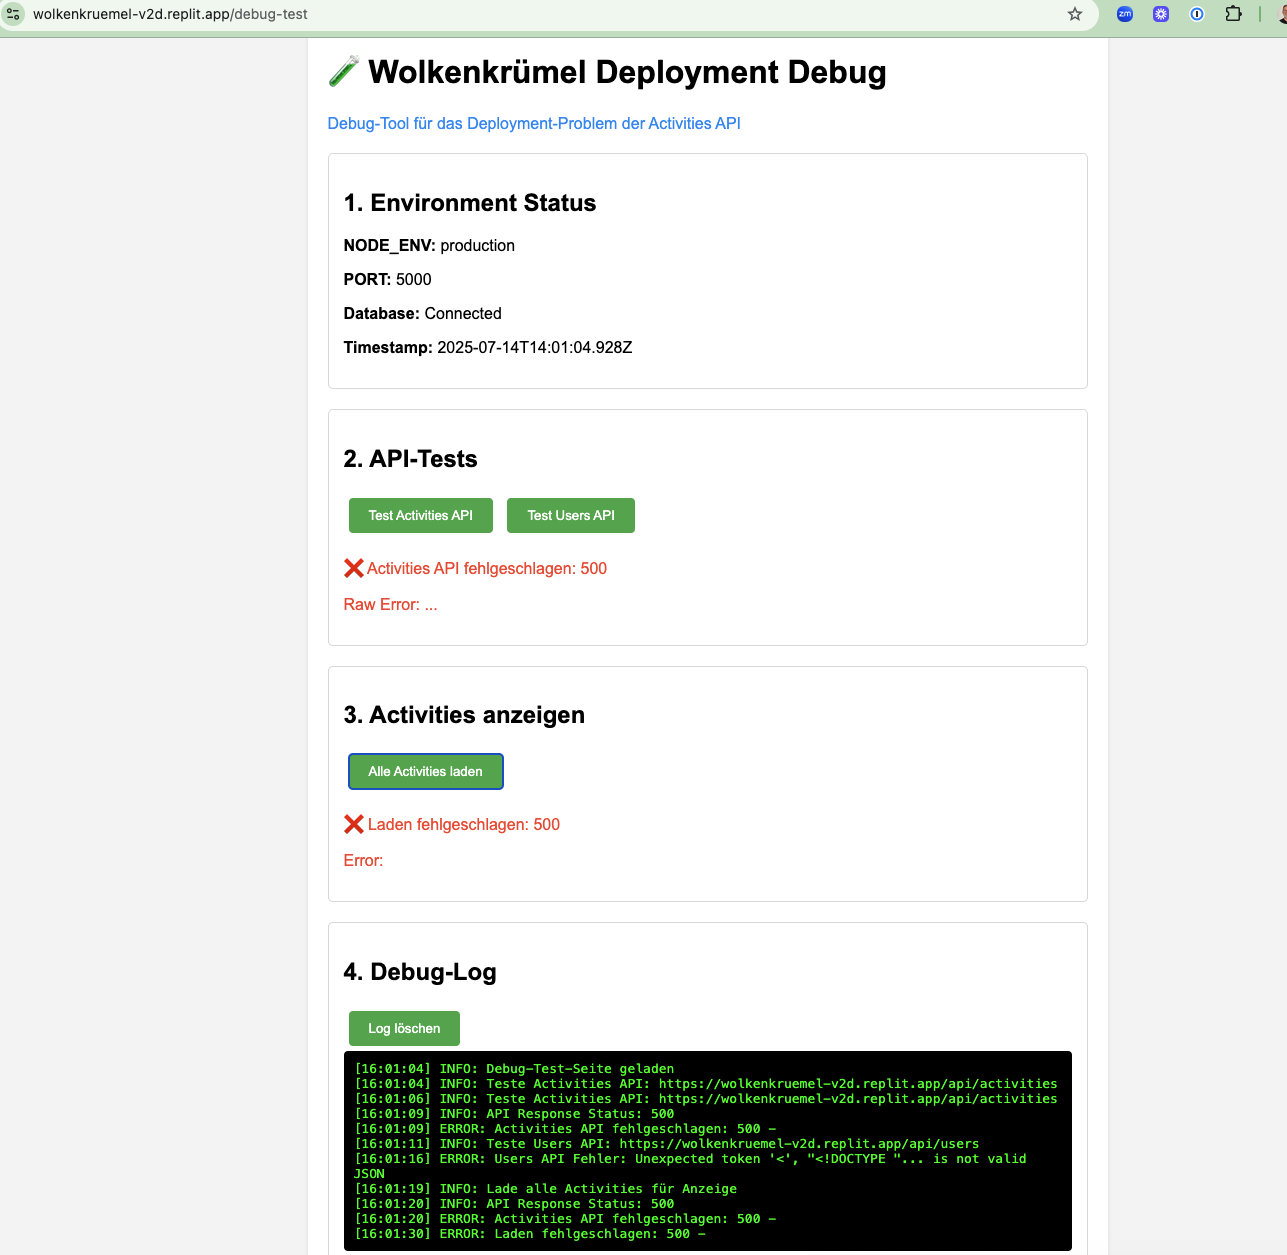 wolkenkruemel-v2d.replit.app/debug-test
zm
Wolkenkrümel Deployment Debug
Debug-Tool für das Deployment-Problem der Activities API
1. Environment Status
NODE_ENV: production
PORT: 5000
Database: Connected
Timestamp: 2025-07-14T14:01:04.928Z
2. API-Tests
Test Activities API
Test Users API
❌ Activities API fehlgeschlagen: 500
Raw Error: ...
3. Activities anzeigen
Alle Activities laden
❌ Laden fehlgeschlagen: 500
Error:
4. Debug-Log
Log löschen
[16:01:04] INFO: Debug-Test-Seite geladen
[16:01:04] INFO: Teste Activities API: https://wolkenkruemel-v2d.replit.app/api/activities
[16:01:06] INFO: Teste Activities API: https://wolkenkruemel-v2d.replit.app/api/activities
[16:01:09] INFO: API Response Status: 500
[16:01:09] ERROR: Activities API fehlgeschlagen: 500 -
[16:01:11] INFO: Teste Users API: https://wolkenkruemel-v2d.replit.app/api/users
[16:01:16] ERROR: Users API Fehler: Unexpected token '<', "<!DOCTYPE "... is not valid
JSON
[16:01:19] INFO: Lade alle Activities für Anzeige
[16:01:20] INFO: API Response Status: 500
[16:01:20] ERROR: Activities API fehlgeschlagen: 500 -
[16:01:30] ERROR: Laden fehlgeschlagen: 500 -